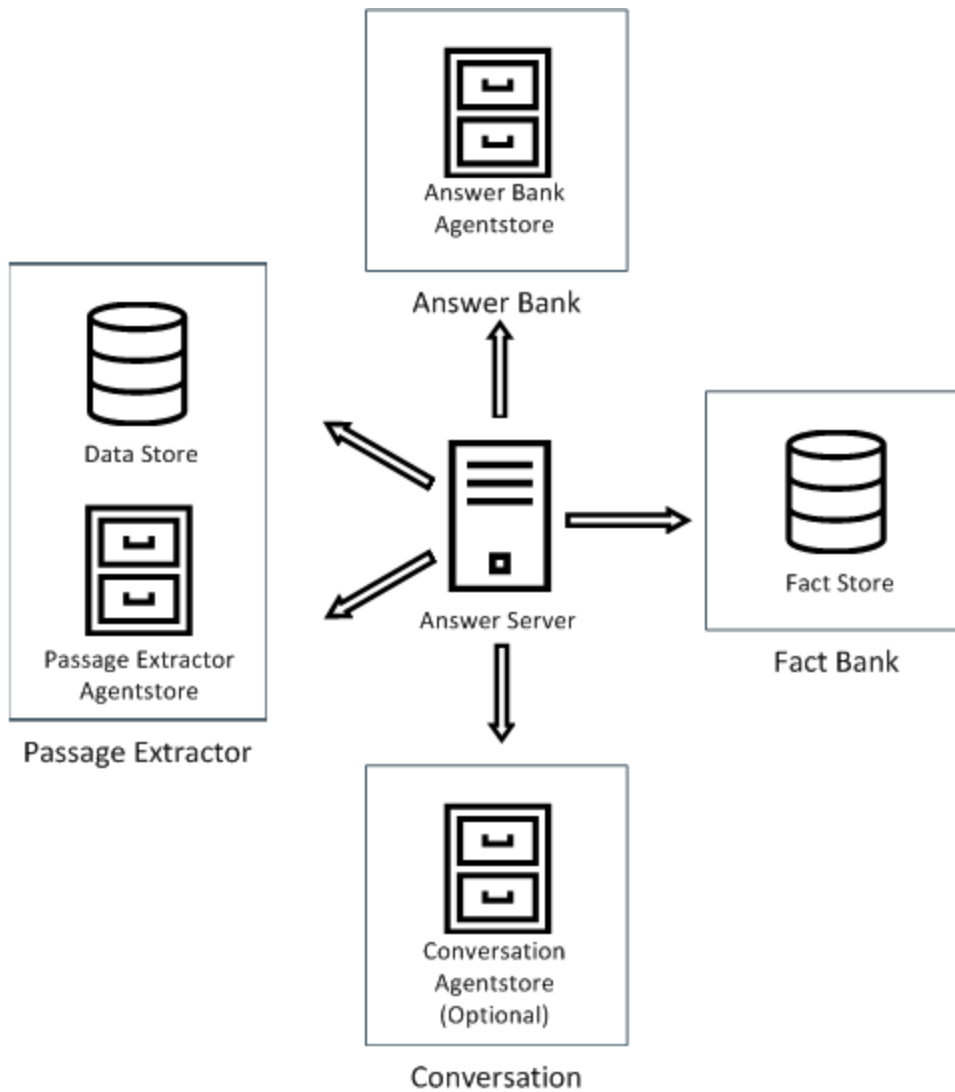 Answer Bank
Agentstore
Answer Bank
Data Store
Passage Extractor
Agentstore
Passage Extractor
Answer Server
Fact Store
Fact Bank
Conversation
Agentstore
(Optional)
Conversation